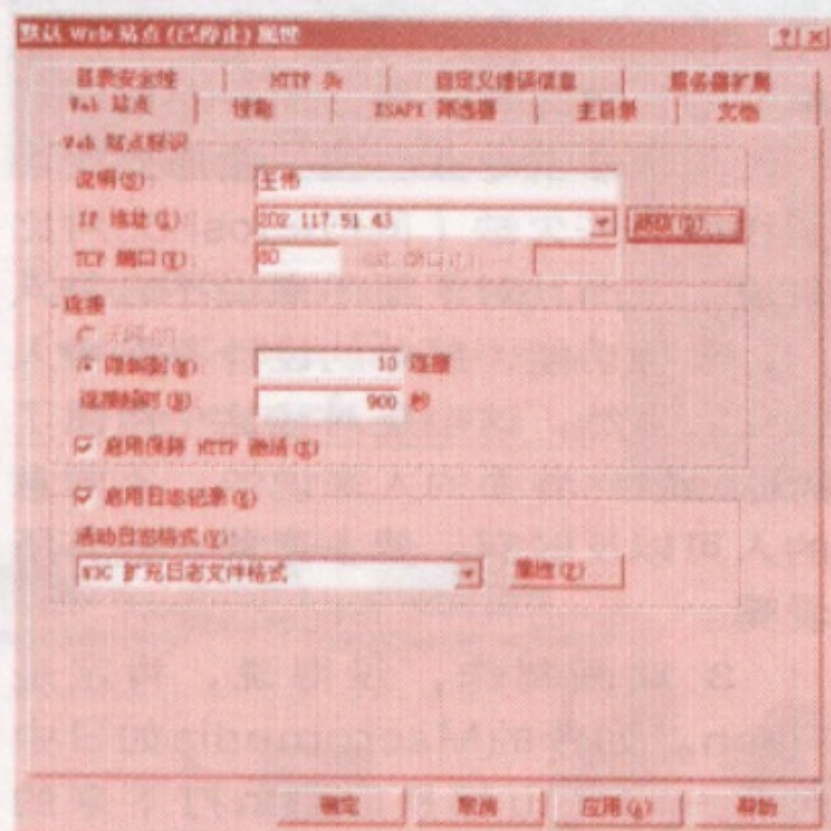 默认 Web 站点 (已停止) 属性
目录安全性 HTTP 头 自定义错误信息 服务器扩展
Web 站点 性能 ISAPI 筛选器 主目录 文档
Web 站点标识
说明(S): 王伟
IP 地址(I): 202.117.51.43 高级(D)...
TCP 端口(T): 80 SSL 端口(L):
连接
无限(U)
限制到(M): 10 连接
连接超时(N): 900 秒
启用保持 HTTP 激活(K)
启用日志记录(E)
活动日志格式(V):
W3C 扩充日志文件格式 属性(P)...
确定 取消 应用(A) 帮助